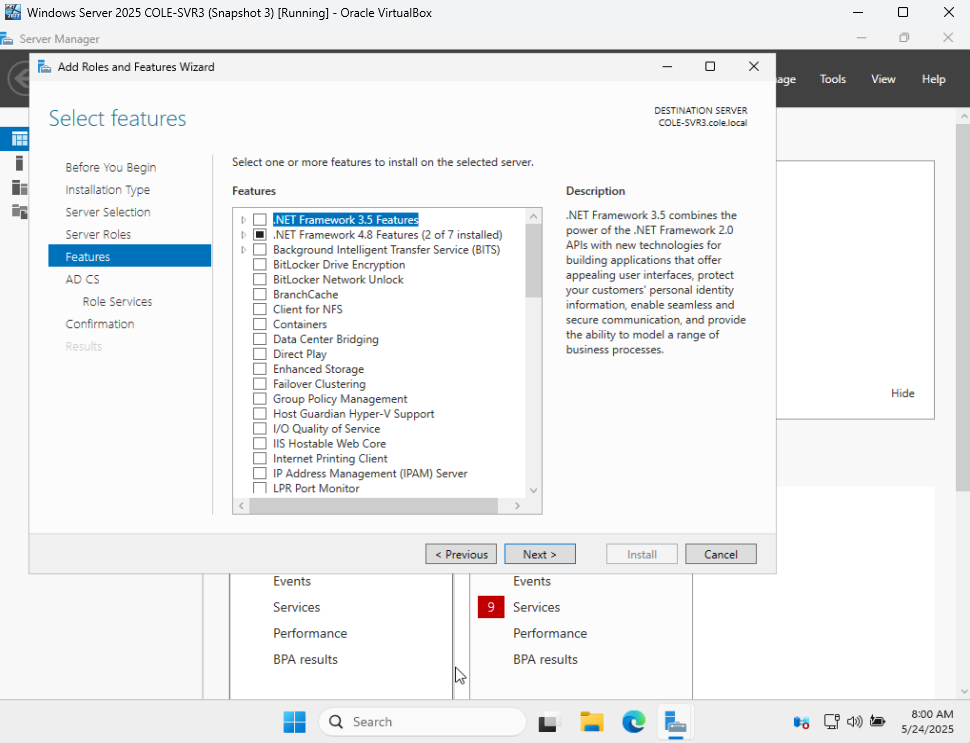 Windows Server 2025 COLE-SVR3 (Snapshot 3) [Running] - Oracle VirtualBox
Server Manager
Add Roles and Features Wizard
Tools
View
Help
Select features
DESTINATION SERVER
COLE-SVR3.cole.local
Before You Begin
Installation Type
Server Selection
Server Roles
Features
AD CS
Role Services
Confirmation
Results
Select one or more features to install on the selected server.
Features
.NET Framework 3.5 Features
.NET Framework 4.8 Features (2 of 7 installed)
Background Intelligent Transfer Service (BITS)
BitLocker Drive Encryption
BitLocker Network Unlock
BranchCache
Client for NFS
Containers
Data Center Bridging
Direct Play
Enhanced Storage
Failover Clustering
Group Policy Management
Host Guardian Hyper-V Support
I/O Quality of Service
IIS Hostable Web Core
Internet Printing Client
IP Address Management (IPAM) Server
LPR Port Monitor
Description
.NET Framework 3.5 combines the
power of the .NET Framework 2.0
APIs with new technologies for
building applications that offer
appealing user interfaces, protect
your customers' personal identity
information, enable seamless and
secure communication, and provide
the ability to model a range of
business processes.
Hide
< Previous
Next >
Install
Cancel
Events
Services
Performance
BPA results
Events
9 Services
Performance
BPA results
Search
8:00 AM
5/24/2025